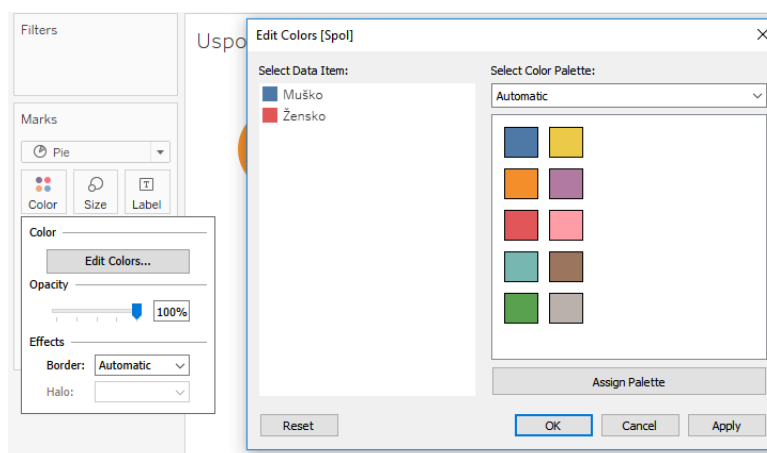 Filters
Marks
Pie
Color Size T Label
Color
Edit Colors...
Opacity
100%
Effects
Border: Automatic
Halo:
Uspo
Edit Colors [Spol]
Select Data Item:
Muško
Žensko
Select Color Palette:
Automatic
Assign Palette
Reset
OK
Cancel
Apply